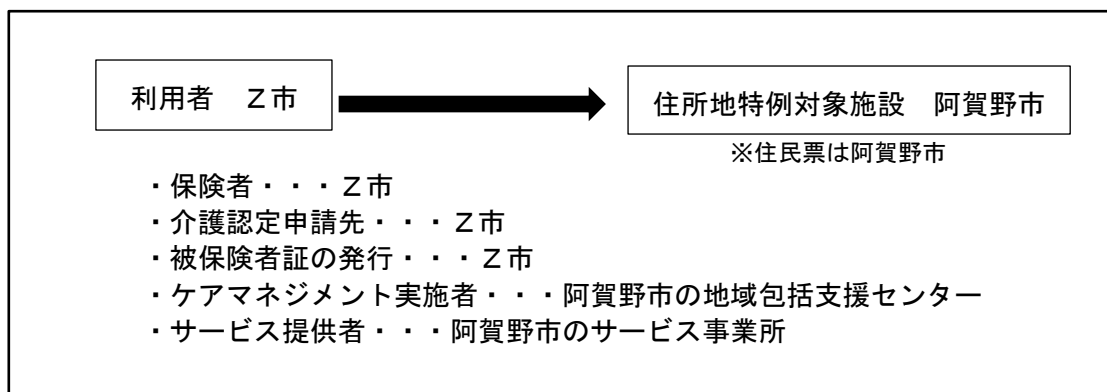 利用者　Z市
住所地特例対象施設　阿賀野市
※住民票は阿賀野市
・保険者・・・Z市
・介護認定申請先・・・Z市
・被保険者証の発行・・・Z市
・ケアマネジメント実施者・・・阿賀野市の地域包括支援センター
・サービス提供者・・・阿賀野市のサービス事業所